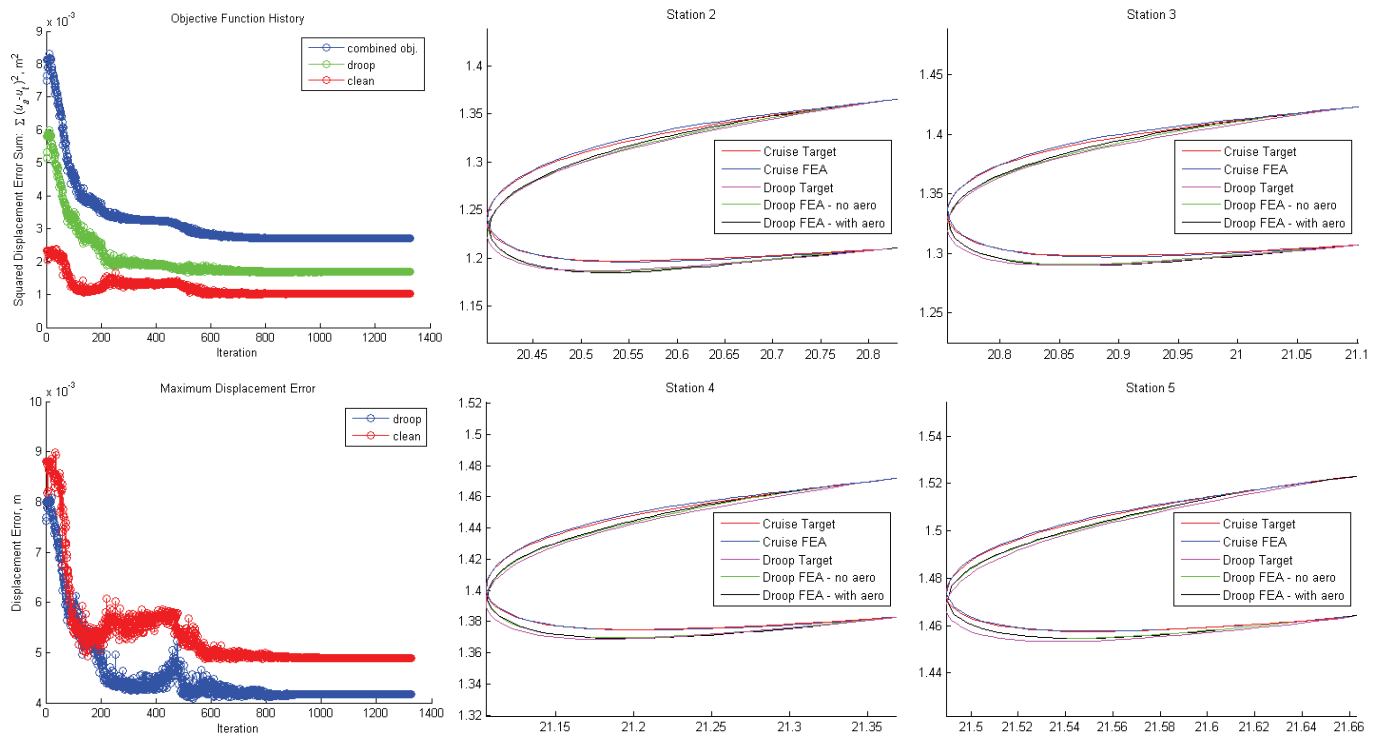 Objective Function History
x 10⁻³
9
8
7
6
5
4
3
2
1
0
Squared Displacement Error Sum: Σ (uₐ-uₜ)², m²
combined obj.
droop
clean
0 200 400 600 800 1000 1200 1400
Iteration
Station 2
1.4
1.35
1.3
1.25
1.2
1.15
Cruise Target
Cruise FEA
Droop Target
Droop FEA - no aero
Droop FEA - with aero
20.45 20.5 20.55 20.6 20.65 20.7 20.75 20.8
Station 3
1.45
1.4
1.35
1.3
1.25
Cruise Target
Cruise FEA
Droop Target
Droop FEA - no aero
Droop FEA - with aero
20.8 20.85 20.9 20.95 21 21.05 21.1
Maximum Displacement Error
x 10⁻³
10
9
8
7
6
5
4
Displacement Error, m
droop
clean
0 200 400 600 800 1000 1200 1400
Iteration
Station 4
1.52
1.5
1.48
1.46
1.44
1.42
1.4
1.38
1.36
1.34
1.32
Cruise Target
Cruise FEA
Droop Target
Droop FEA - no aero
Droop FEA - with aero
21.15 21.2 21.25 21.3 21.35
Station 5
1.54
1.52
1.5
1.48
1.46
1.44
Cruise Target
Cruise FEA
Droop Target
Droop FEA - no aero
Droop FEA - with aero
21.5 21.52 21.54 21.56 21.58 21.6 21.62 21.64 21.66